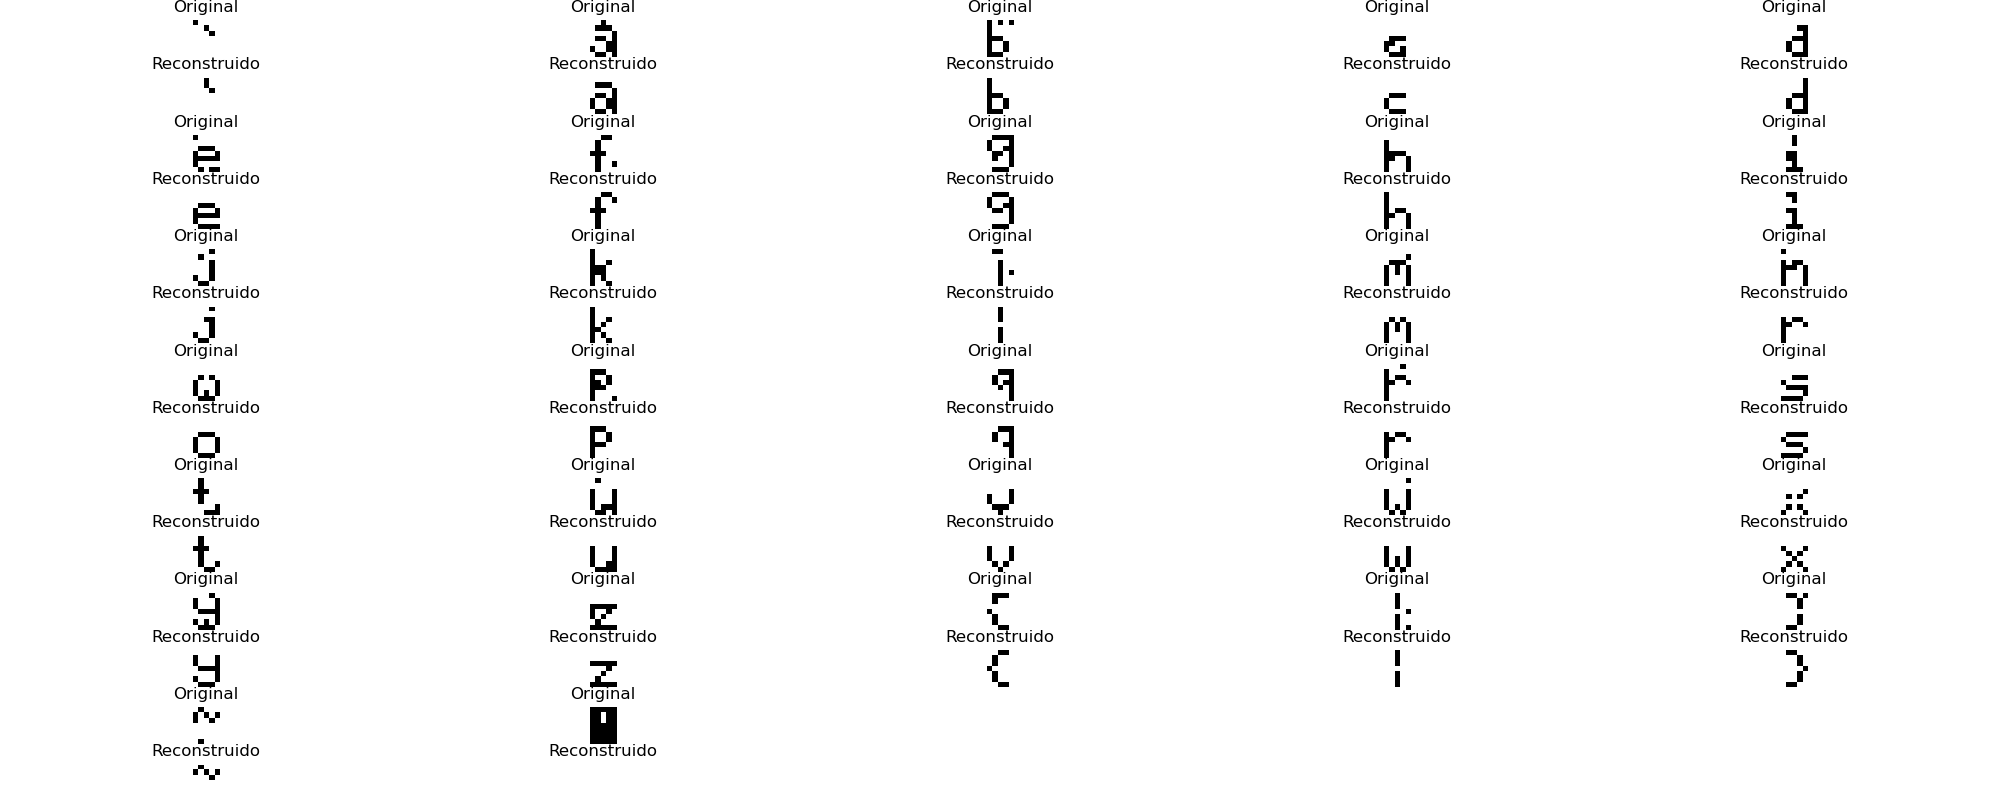 Original Original Original Original Original
` a b c d
Reconstruido Reconstruido Reconstruido Reconstruido Reconstruido
` a b c d
Original Original Original Original Original
e f g h i
Reconstruido Reconstruido Reconstruido Reconstruido Reconstruido
e f g h i
Original Original Original Original Original
j k l m n
Reconstruido Reconstruido Reconstruido Reconstruido Reconstruido
j k | m r
Original Original Original Original Original
o p q r s
Reconstruido Reconstruido Reconstruido Reconstruido Reconstruido
o p q r s
Original Original Original Original Original
t u v w x
Reconstruido Reconstruido Reconstruido Reconstruido Reconstruido
t u v w x
Original Original Original Original Original
y z { | }
Reconstruido Reconstruido Reconstruido Reconstruido Reconstruido
y z { | }
Original Original
~
Reconstruido Reconstruido
~